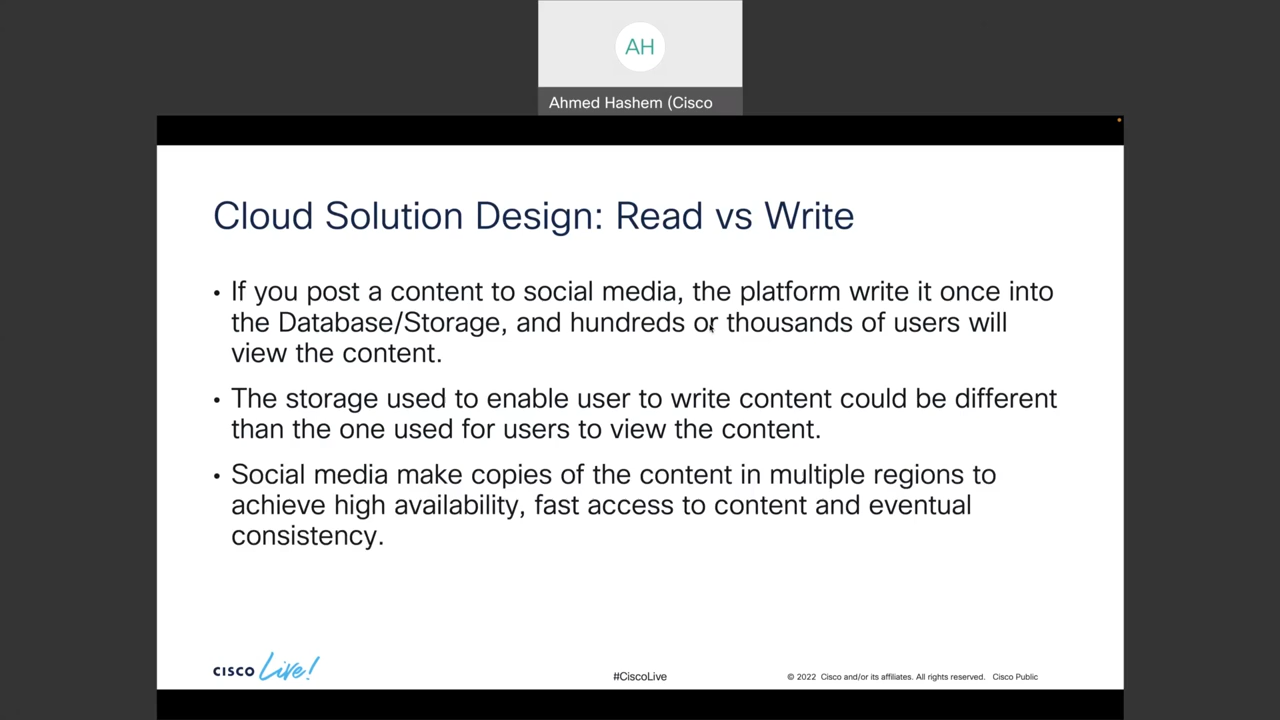 AH
Ahmed Hashem (Cisco
Cloud Solution Design: Read vs Write
• If you post a content to social media, the platform write it once into
the Database/Storage, and hundreds or thousands of users will
view the content.
• The storage used to enable user to write content could be different
than the one used for users to view the content.
• Social media make copies of the content in multiple regions to
achieve high availability, fast access to content and eventual
consistency.
CISCO Live!
#CiscoLive
© 2022 Cisco and/or its affiliates. All rights reserved. Cisco Public